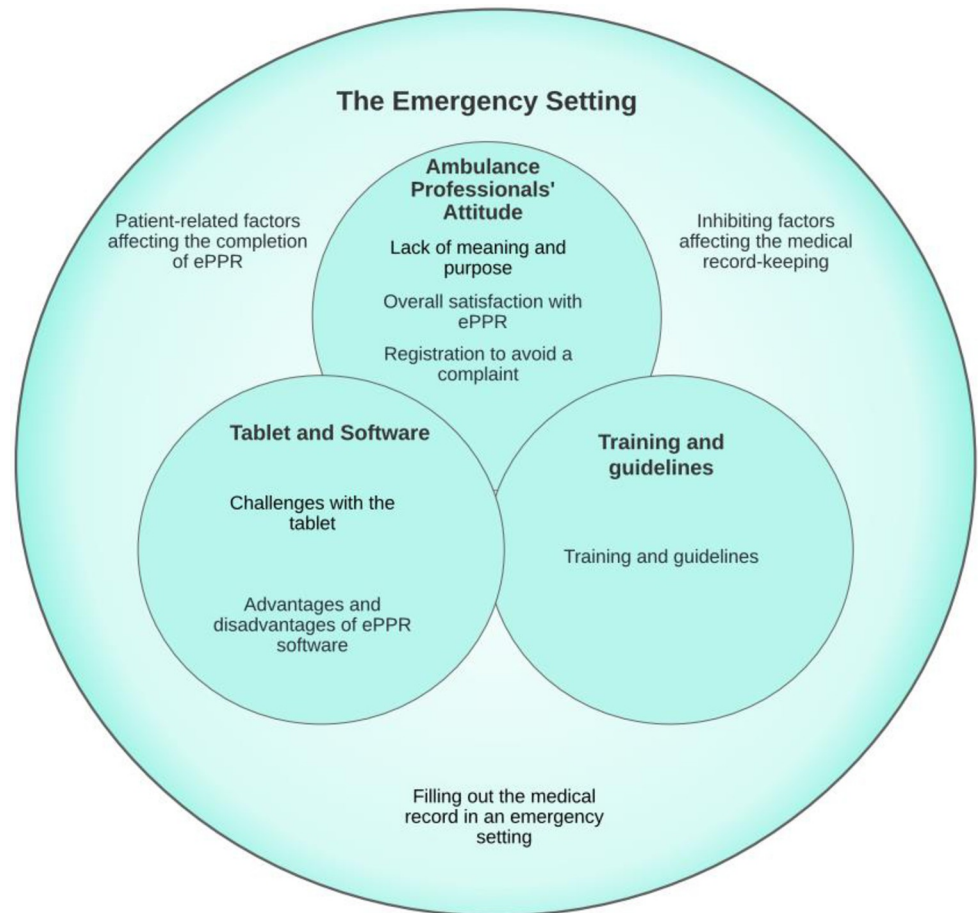 The Emergency Setting
Ambulance
Professionals'
Attitude
Lack of meaning and
purpose
Overall satisfaction with
ePPR
Registration to avoid a
complaint
Patient-related factors
affecting the completion
of ePPR
Inhibiting factors
affecting the medical
record-keeping
Tablet and Software
Challenges with the
tablet
Advantages and
disadvantages of ePPR
software
Training and
guidelines
Training and guidelines
Filling out the medical
record in an emergency
setting